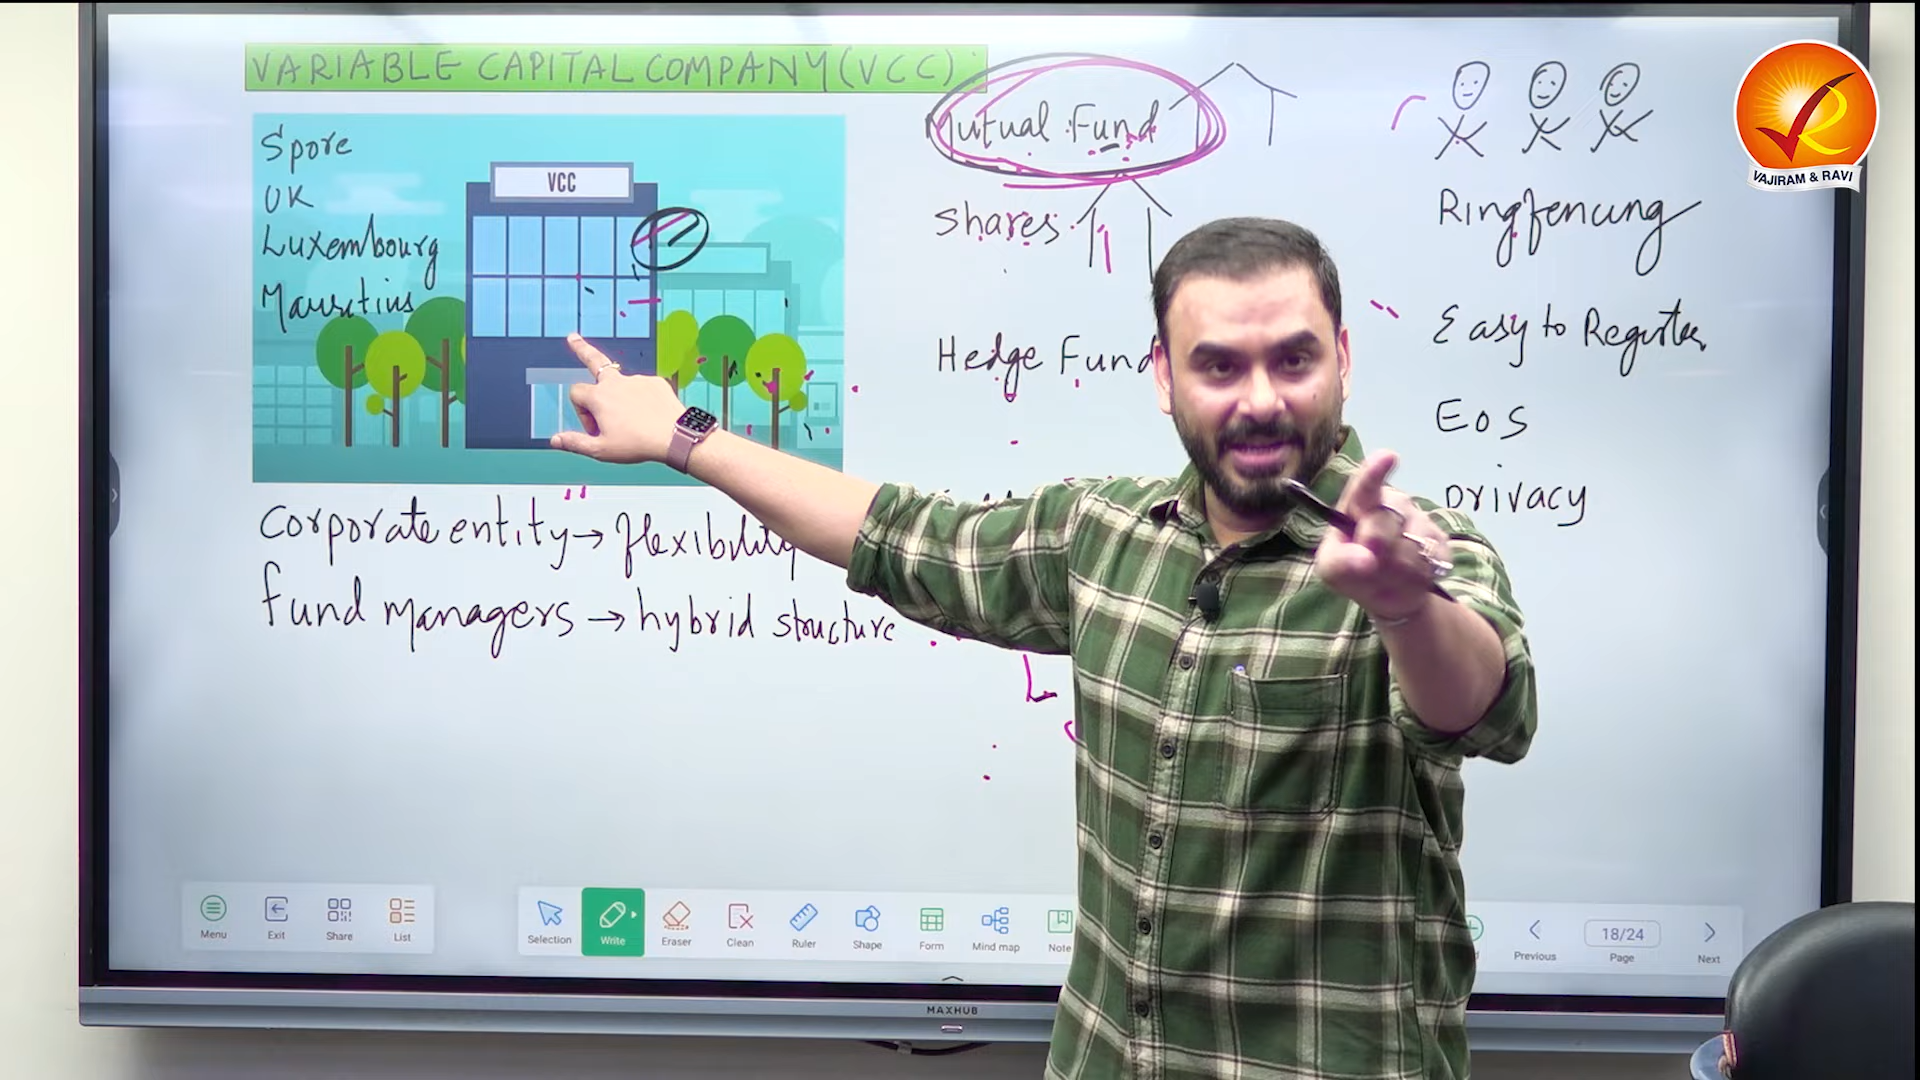 VARIABLE CAPITAL COMPANY (VCC)
Spore
UK
Luxembourg
Mauritius
VCC
Corporate entity → flexibility
Fund managers → hybrid structure
Mutual Fund
Shares
Hedge Fund
Ringfencing
Easy to Register
EoS
Privacy
VAJIRAM & RAVI
Menu
Exit
Share
List
Selection
Write
Eraser
Clean
Ruler
Shape
Form
Mind map
Note
Previous
18/24
Page
Next
MAXHUB